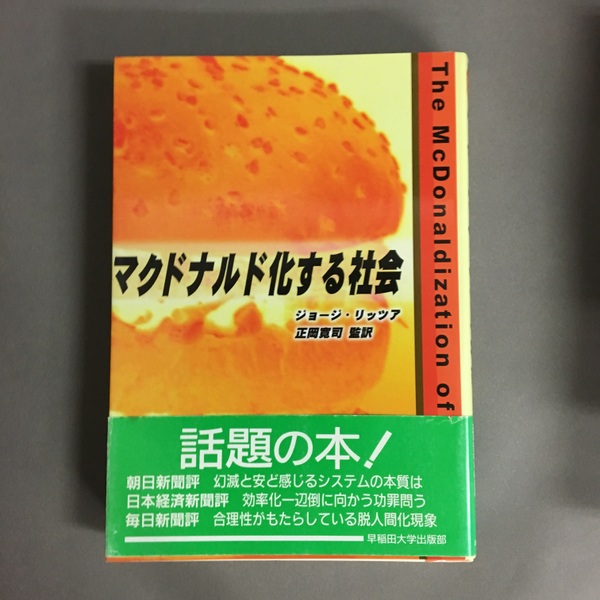 The McDonaldization of
マクドナルド化する社会
ジョージ・リッツア
正岡寛司 監訳
話題の本!
朝日新聞評 幻滅と安ど感じるシステムの本質は
日本経済新聞評 効率化一辺倒に向かう功罪問う
毎日新聞評 合理性がもたらしている脱人間化現象
早稲田大学出版部